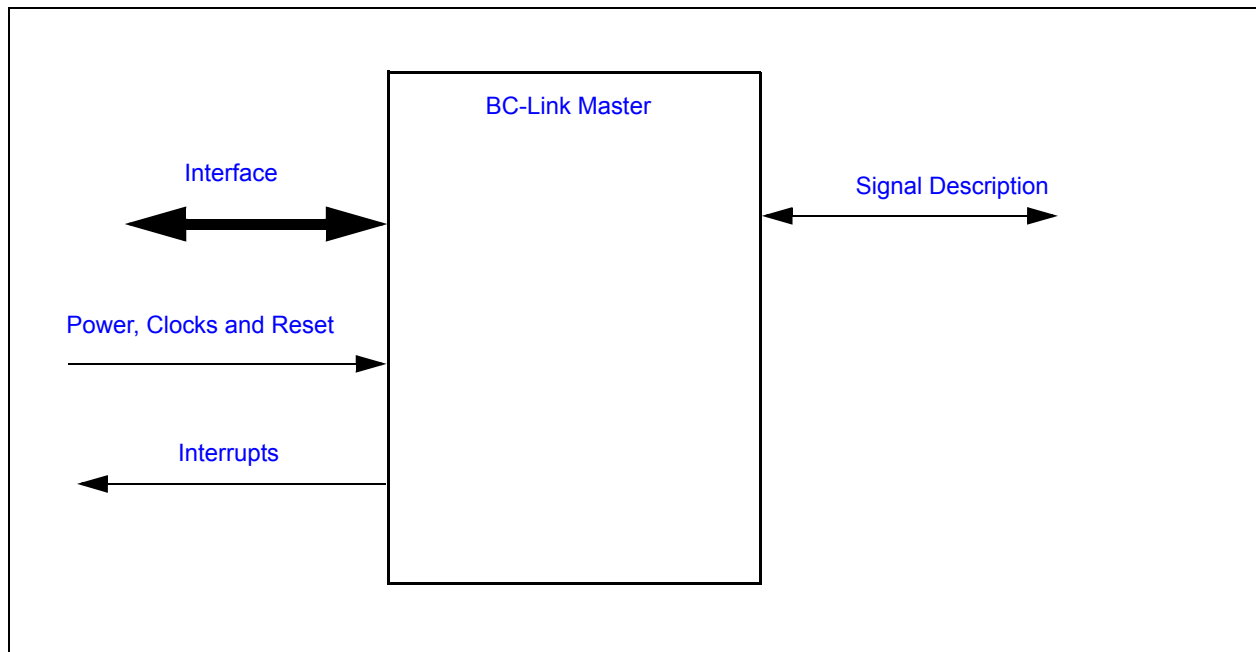 BC-Link Master
Interface
Signal Description
Power, Clocks and Reset
Interrupts